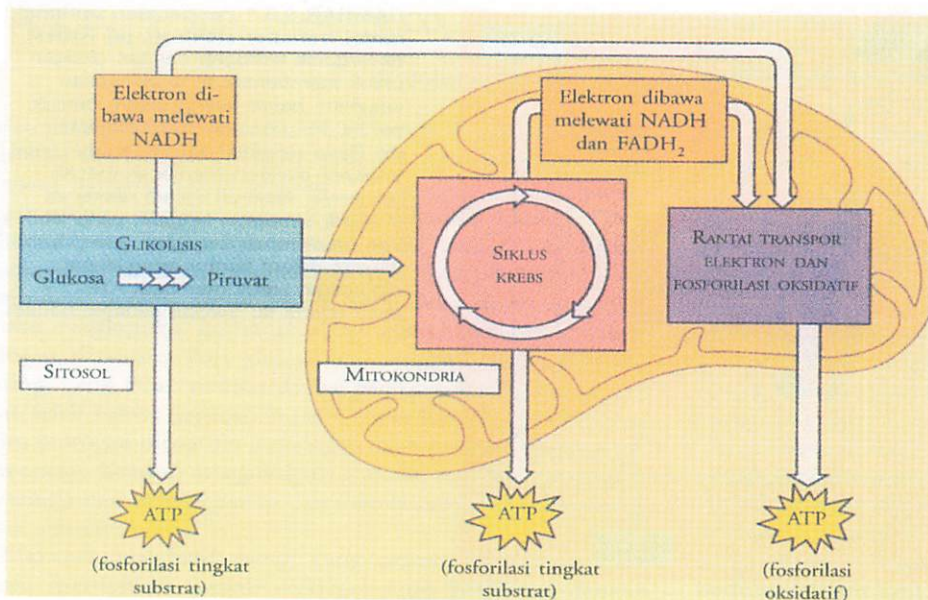 Elektron di-
bawa melewati
NADH
Elektron dibawa
melewati NADH
dan FADH₂
GLIKOLISIS
Glukosa Piruvat
SIKLUS
KREBS
RANTAI TRANSPOR
ELEKTRON DAN
FOSFORILASI OKSIDATIF
SITOSOL
MITOKONDRIA
ATP
(fosforilasi tingkat
substrat)
ATP
(fosforilasi tingkat
substrat)
ATP
(fosforilasi
oksidatif)